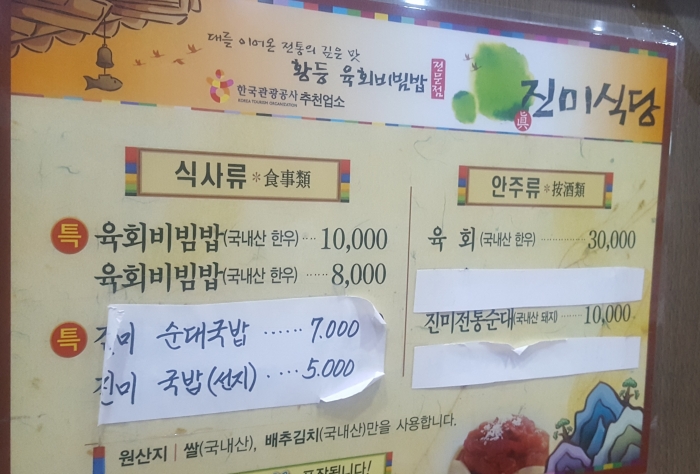 대를 이어온 전통의 깊은 맛
황등 육회비빔밥 전문점
한국관광공사 추천업소
KOREA TOURISM ORGANIZATION
진미식당
眞
식사류 * 食事類
특 육회비빔밥(국내산 한우) ···· 10,000
육회비빔밥(국내산 한우) ······ 8,000
특 진미 순대국밥 ...... 7.000
진미 국밥(선지) ..... 5.000
안주류 * 按酒類
육 회 (국내산 한우) ·············· 30,000
진미전통순대(국내산 돼지) ······ 10,000
원산지 | 쌀(국내산), 배추김치(국내산)만을 사용합니다.
포장됩니다!